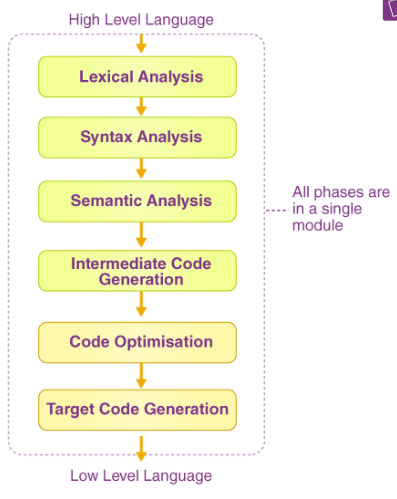 High Level Language
Lexical Analysis
Syntax Analysis
Semantic Analysis
All phases are
in a single
module
Intermediate Code
Generation
Code Optimisation
Target Code Generation
Low Level Language